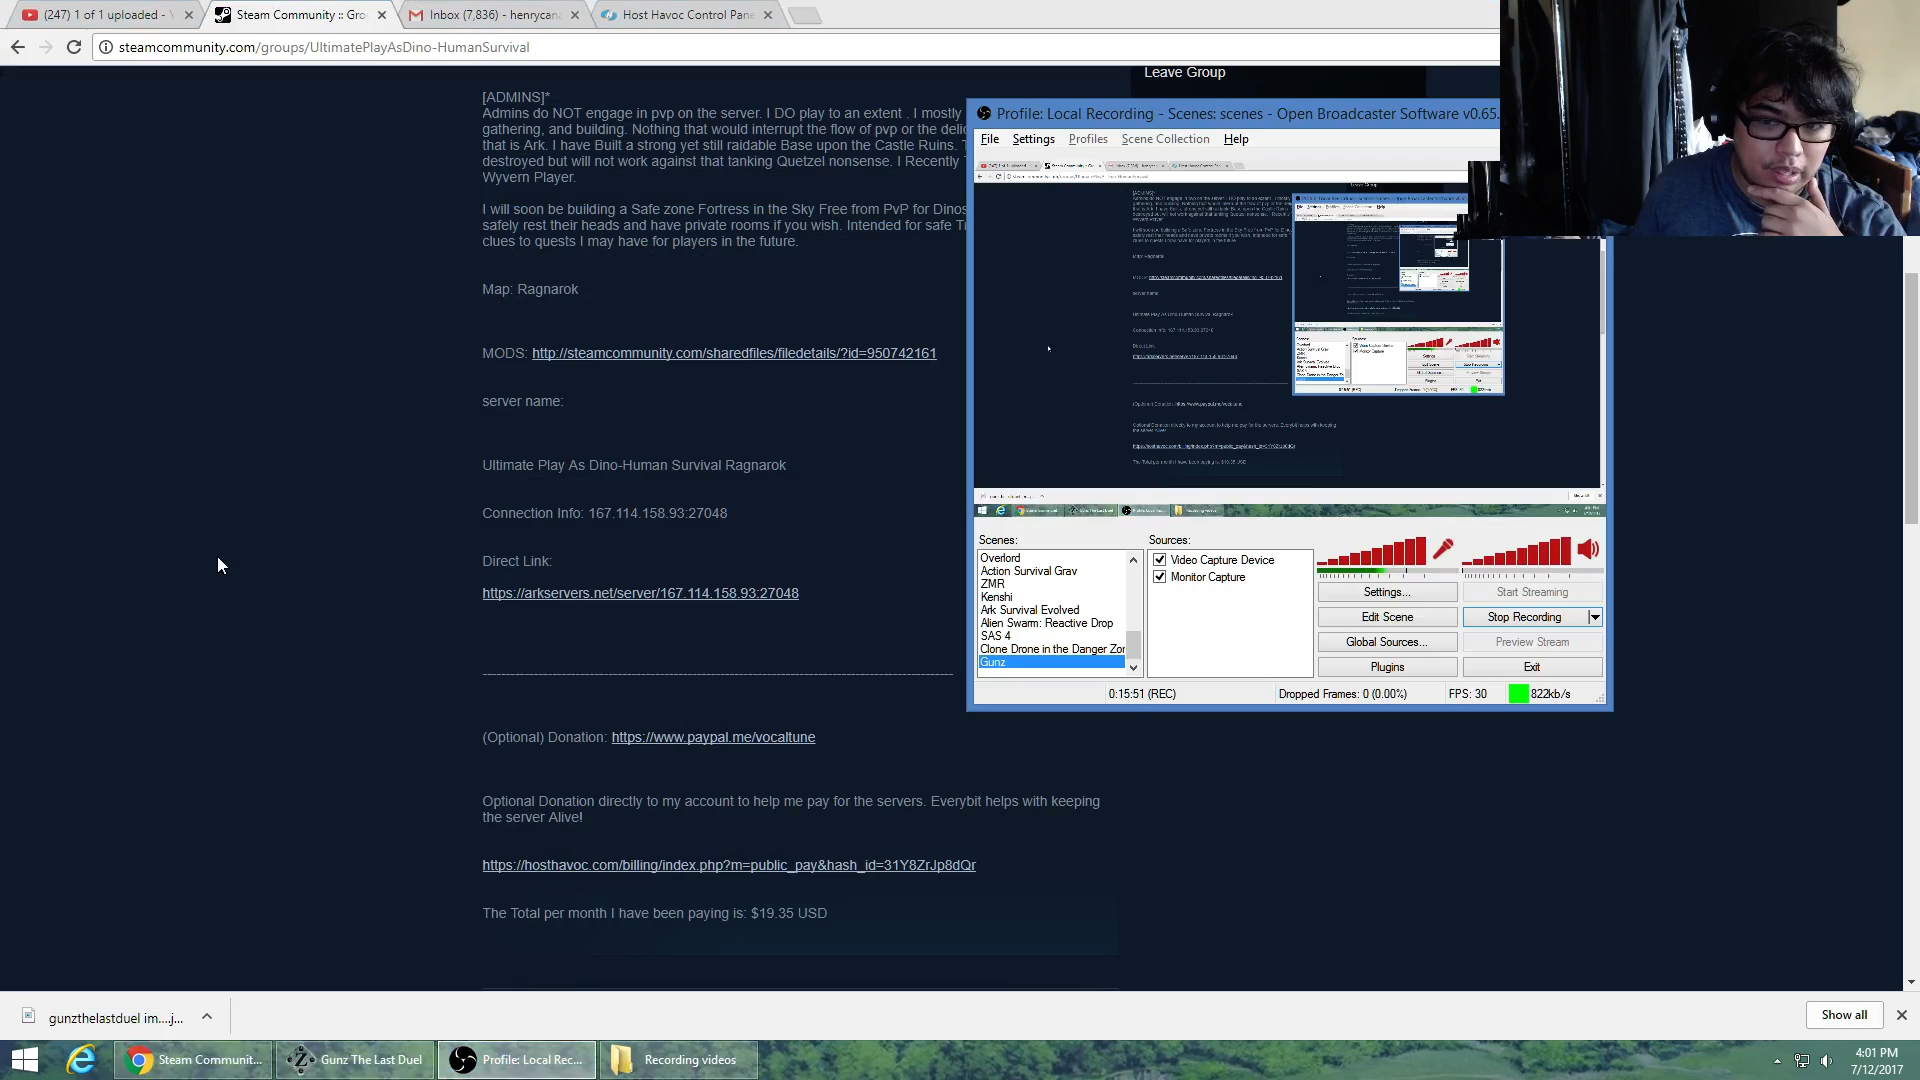 (247) 1 of 1 uploaded - Y
Steam Community :: Gro
Inbox (7,836) - henrycan
Host Havoc Control Pane
steamcommunity.com/groups/UltimatePlayAsDino-HumanSurvival
Leave Group
[ADMINS]*
Admins do NOT engage in pvp on the server. I DO play to an extent . I mostly
gathering, and building. Nothing that would interrupt the flow of pvp or the delic
that is Ark. I have Built a strong yet still raidable Base upon the Castle Ruins. T
destroyed but will not work against that tanking Quetzel nonsense. I Recently T
Wyvern Player.
I will soon be building a Safe zone Fortress in the Sky Free from PvP for Dinos
safely rest their heads and have private rooms if you wish. Intended for safe Tr
clues to quests I may have for players in the future.
Map: Ragnarok
MODS: http://steamcommunity.com/sharedfiles/filedetails/?id=950742161
server name:
Ultimate Play As Dino-Human Survival Ragnarok
Connection Info: 167.114.158.93:27048
Direct Link:
https://arkservers.net/server/167.114.158.93:27048
(Optional) Donation: https://www.paypal.me/vocaltune
Optional Donation directly to my account to help me pay for the servers. Everybit helps with keeping
the server Alive!
https://hosthavoc.com/billing/index.php?m=public_pay&hash_id=31Y8ZrJp8dQr
The Total per month I have been paying is: $19.35 USD
Profile: Local Recording - Scenes: scenes - Open Broadcaster Software v0.65.
File Settings Profiles Scene Collection Help
Scenes:
Overlord
Action Survival Grav
ZMR
Kenshi
Ark Survival Evolved
Alien Swarm: Reactive Drop
SAS 4
Clone Drone in the Danger Zor
Gunz
Sources:
Video Capture Device
Monitor Capture
Settings...
Start Streaming
Edit Scene
Stop Recording
Global Sources...
Preview Stream
Plugins
Exit
0:15:51 (REC)
Dropped Frames: 0 (0.00%)
FPS: 30
822kb/s
gunzthelastduel im....j...
Show all
Steam Communit...
Gunz The Last Duel
Profile: Local Rec...
Recording videos
4:01 PM
7/12/2017